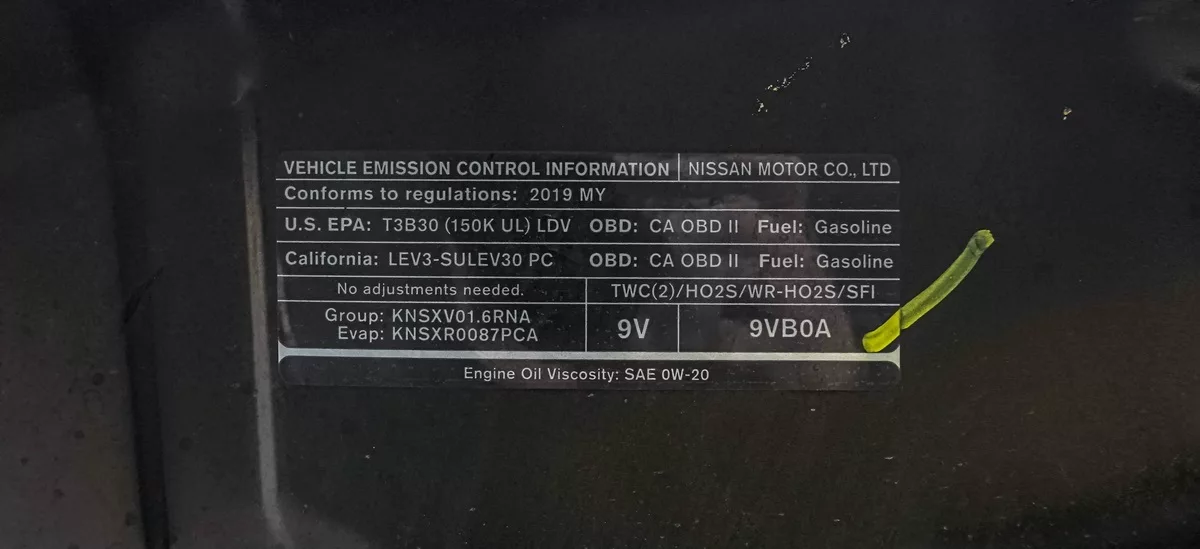 VEHICLE EMISSION CONTROL INFORMATION NISSAN MOTOR CO., LTD
Conforms to regulations: 2019 MY
U.S. EPA: T3B30 (150K UL) LDV OBD: CA OBD II Fuel: Gasoline
California: LEV3-SULEV30 PC OBD: CA OBD II Fuel: Gasoline
No adjustments needed. TWC(2)/HO2S/WR-HO2S/SFI
Group: KNSXV01.6RNA
Evap: KNSXR0087PCA
9V 9VB0A
Engine Oil Viscosity: SAE 0W-20